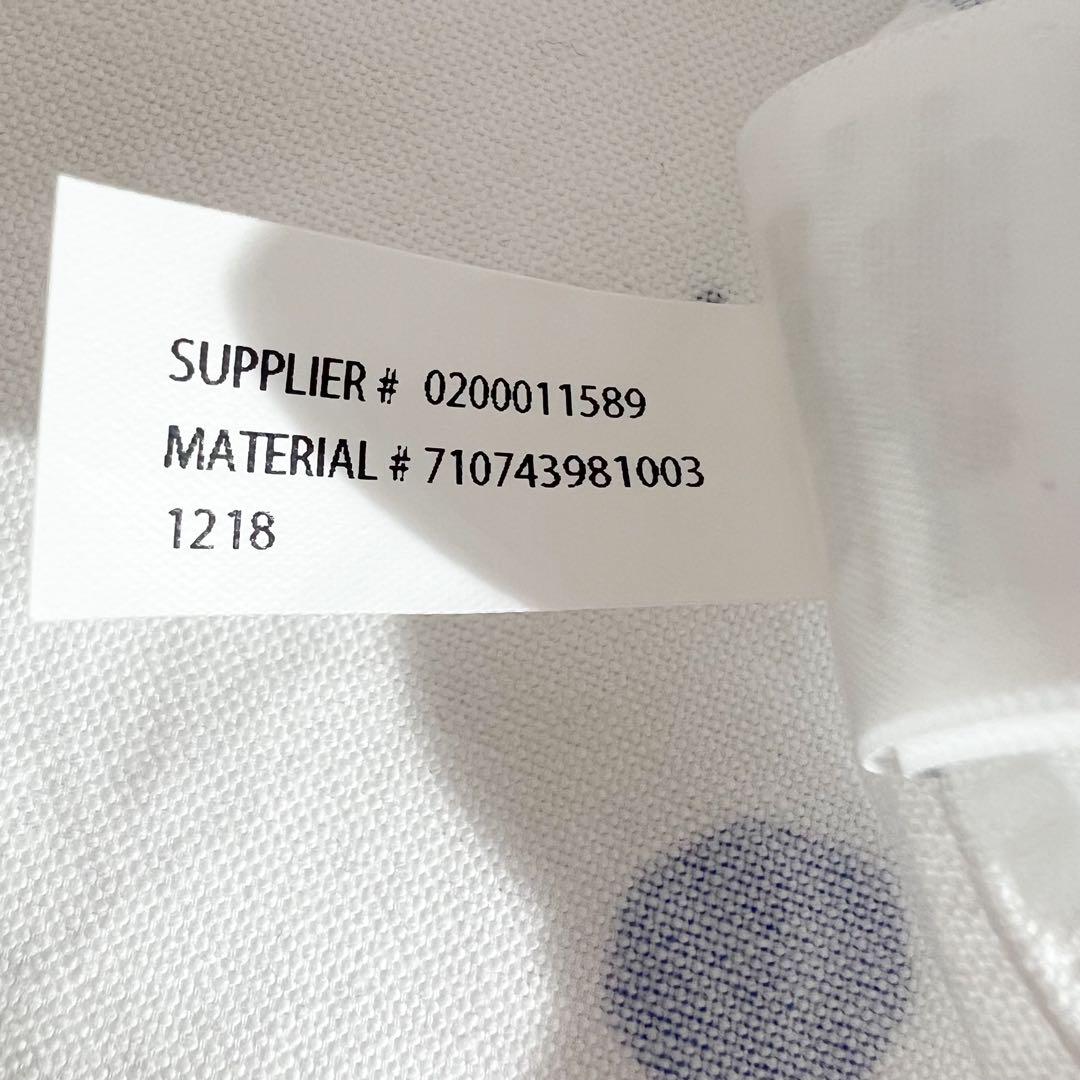 SUPPLIER # 0200011589
MATERIAL # 710743981003
1218